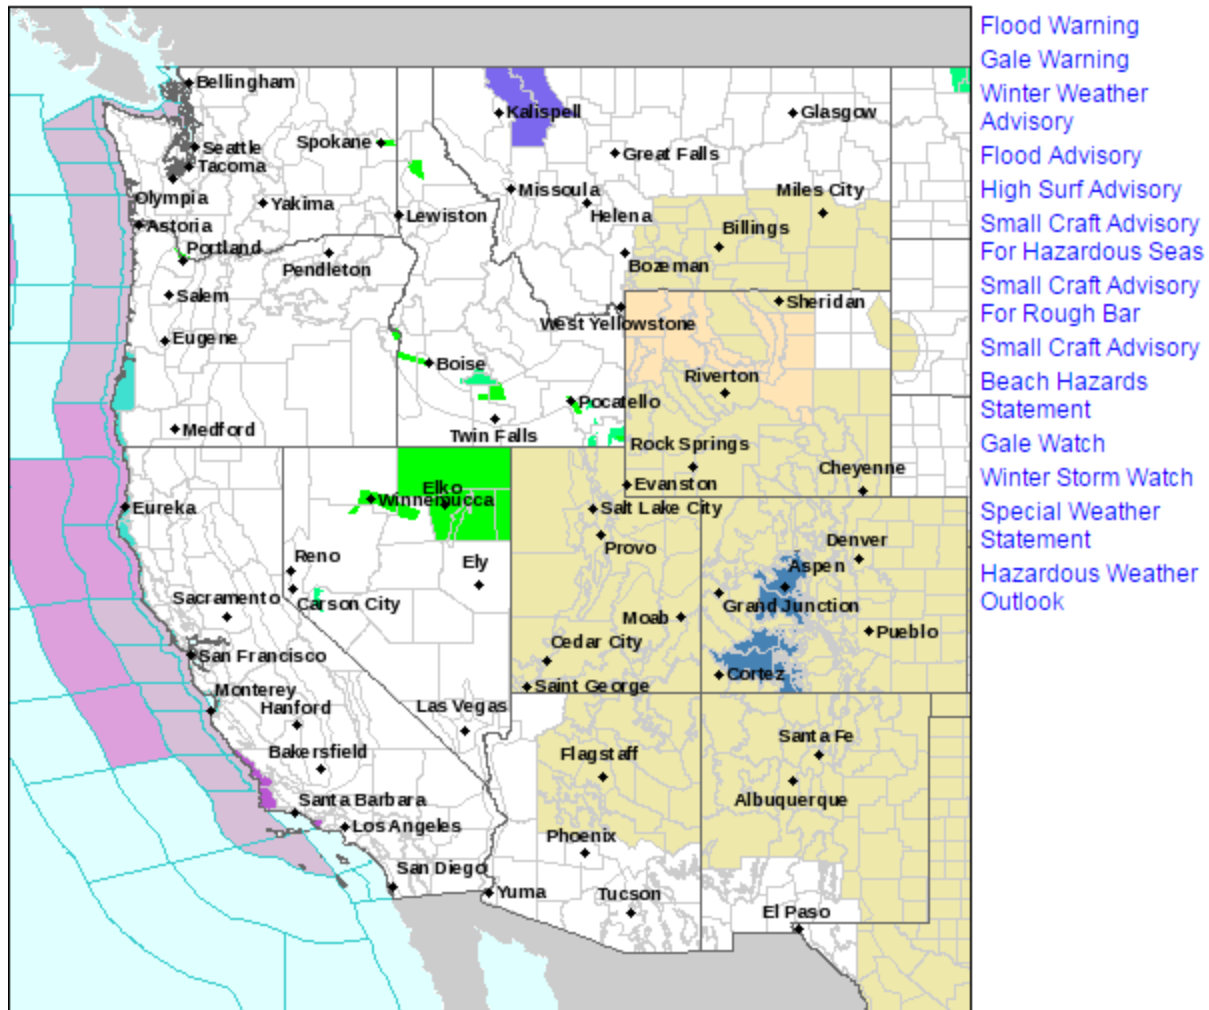 Flood Warning
Gale Warning
Winter Weather
Advisory
Flood Advisory
High Surf Advisory
Small Craft Advisory
For Hazardous Seas
Small Craft Advisory
For Rough Bar
Small Craft Advisory
Beach Hazards
Statement
Gale Watch
Winter Storm Watch
Special Weather
Statement
Hazardous Weather
Outlook
Bellingham
Kalispell
Glasgow
Seattle
Spokane
Great Falls
Tacoma
Olympia
Yakima
Missoula
Miles City
Helena
Lewiston
Astoria
Billings
Portland
Pendleton
Bozeman
Salem
Sheridan
West Yellowstone
Eugene
Boise
Riverton
Pocatello
Medford
Twin Falls
Rock Springs
Cheyenne
Evanston
Elko
Winnemucca
Eureka
Salt Lake City
Provo
Denver
Reno
Ely
Aspen
Sacramento
Carson City
Grand Junction
Moab
Pueblo
Cedar City
San Francisco
Cortez
Saint George
Monterey
Hanford
Las Vegas
Santa Fe
Bakersfield
Flagstaff
Albuquerque
Santa Barbara
Los Angeles
Phoenix
San Diego
Yuma
Tucson
El Paso